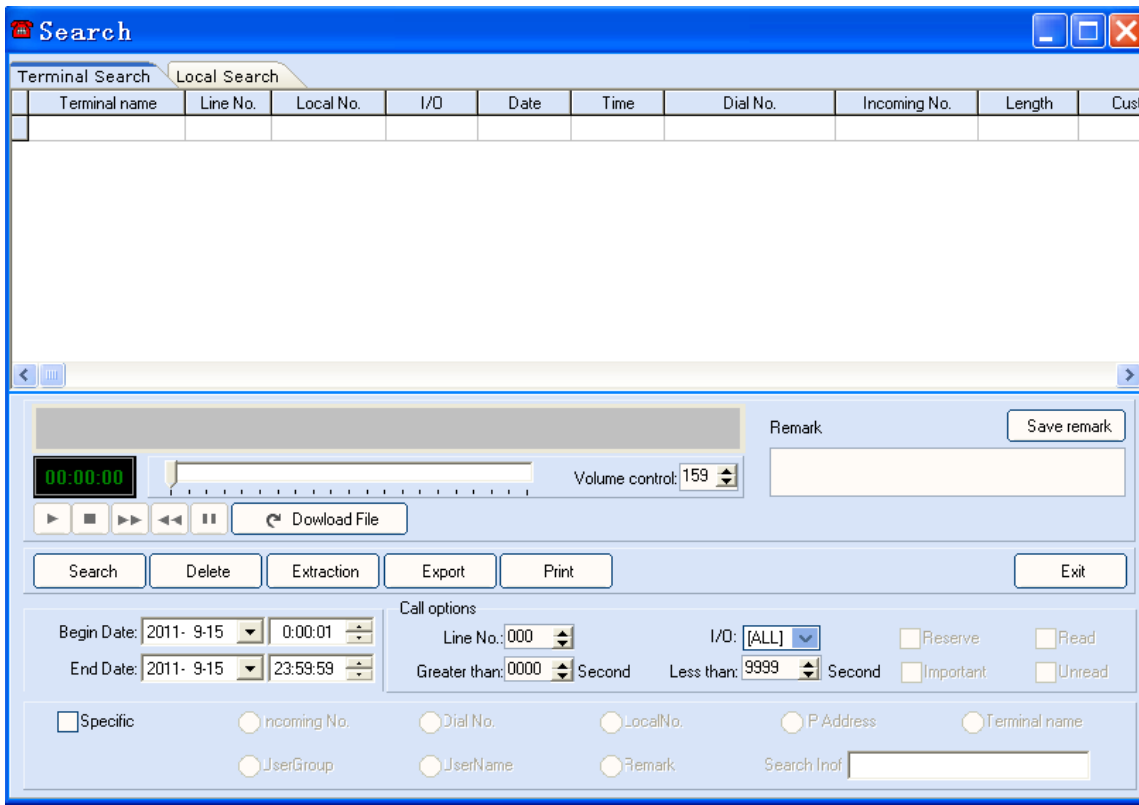 Search
Terminal Search Local Search
Terminal name Line No. Local No. I/O Date Time Dial No. Incoming No. Length Cus
Remark Save remark
00:00:00 Volume control: 159
Dowload File
Search Delete Extraction Export Print Exit
Call options
Begin Date: 2011- 9-15 0:00:01 Line No.: 000 I/O: [ALL] Reserve Read
End Date: 2011- 9-15 23:59:59 Greater than: 0000 Second Less than: 9999 Second Important Unread
Specific ncoming No. Dial No. LocalNo. P.Address Terminal name
UserGroup UserName Remark Search Inof